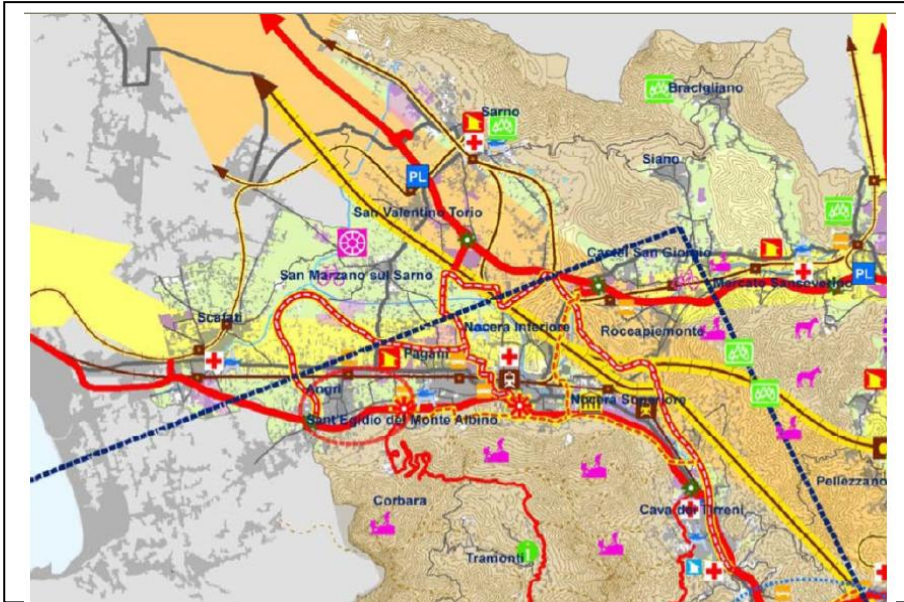 Bracigliano
Sarno
Siano
PL
San Valentino Torio
Castel San Giorgio
San Marzano sul Sarno
Mercato Sanseverino
PL
Scafati
Nocera Inferiore
Roccapiemonte
Pagani
Angri
Nocera Superiore
Sant'Egidio del Monte Albino
Pellezzano
Corbara
Cava dei Tirreni
Tramonti
i